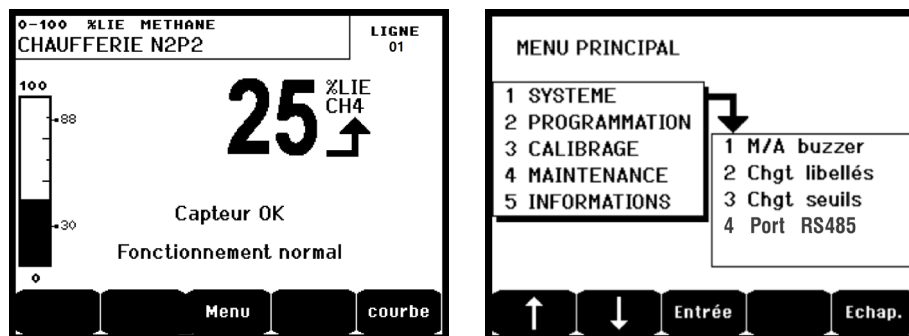 0-100 %LIE METHANE
CHAUFFERIE N2P2
LIGNE
01
100
88
30
0
25
%LIE
CH4
Capteur OK
Fonctionnement normal
Menu
courbe
MENU PRINCIPAL
1 SYSTEME
2 PROGRAMMATION
3 CALIBRAGE
4 MAINTENANCE
5 INFORMATIONS
1 M/A buzzer
2 Chgt libellés
3 Chgt seuils
4 Port RS485
Entrée
Echap.